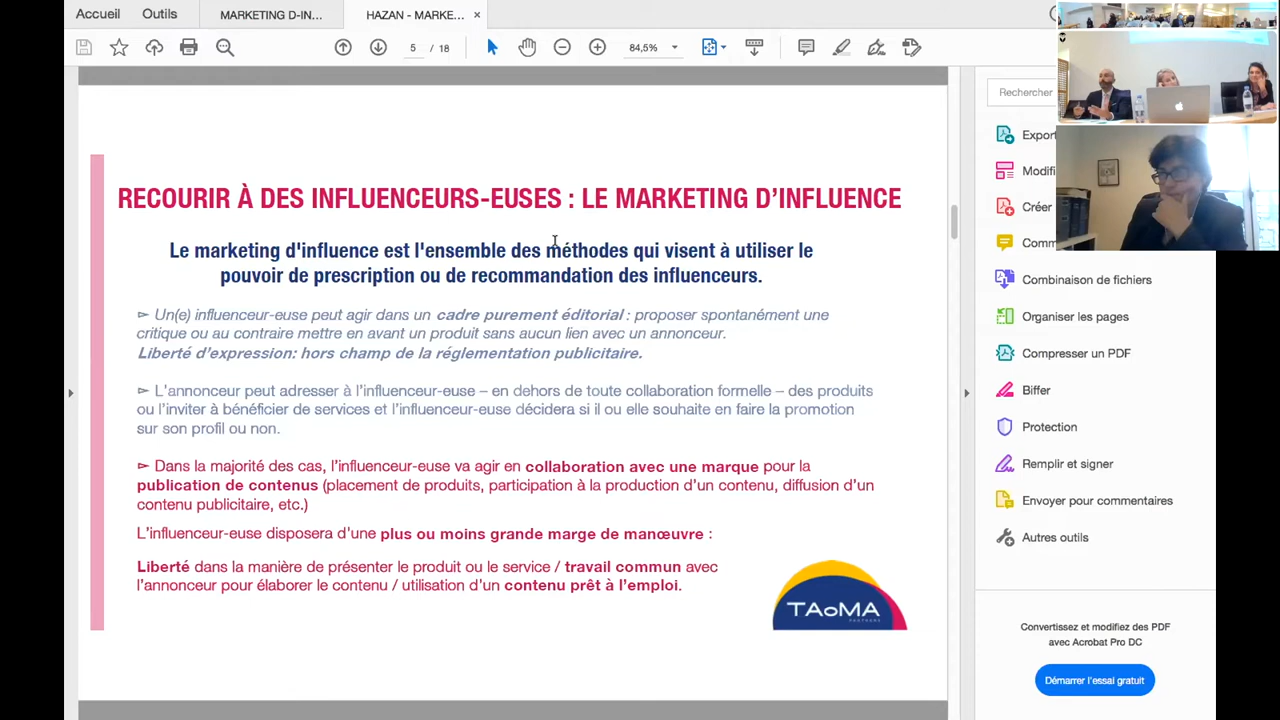 Accueil Outils MARKETING D-IN... HAZAN - MARKE... ×
5 / 18 84,5%
RECOURIR À DES INFLUENCEURS-EUSES : LE MARKETING D'INFLUENCE
Le marketing d'influence est l'ensemble des méthodes qui visent à utiliser le
pouvoir de prescription ou de recommandation des influenceurs.
➢ Un(e) influenceur-euse peut agir dans un cadre purement éditorial : proposer spontanément une
critique ou au contraire mettre en avant un produit sans aucun lien avec un annonceur.
Liberté d'expression: hors champ de la réglementation publicitaire.
➢ L'annonceur peut adresser à l'influenceur-euse – en dehors de toute collaboration formelle – des produits
ou l'inviter à bénéficier de services et l'influenceur-euse décidera si il ou elle souhaite en faire la promotion
sur son profil ou non.
➢ Dans la majorité des cas, l'influenceur-euse va agir en collaboration avec une marque pour la
publication de contenus (placement de produits, participation à la production d'un contenu, diffusion d'un
contenu publicitaire, etc.)
L'influenceur-euse disposera d'une plus ou moins grande marge de manœuvre :
Liberté dans la manière de présenter le produit ou le service / travail commun avec
l'annonceur pour élaborer le contenu / utilisation d'un contenu prêt à l'emploi.
TAoMA
PARTNERS
Rechercher
Export
Modifi
Créer
Comm
Combinaison de fichiers
Organiser les pages
Compresser un PDF
Biffer
Protection
Remplir et signer
Envoyer pour commentaires
Autres outils
Convertissez et modifiez des PDF
avec Acrobat Pro DC
Démarrer l'essai gratuit